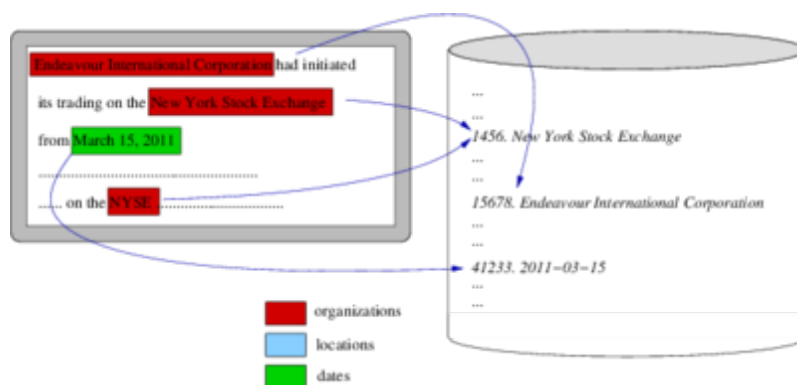 Endeavour International Corporation had initiated
its trading on the New York Stock Exchange
from March 15, 2011
............................................................
...... on the NYSE ..................................
...
...
1456. New York Stock Exchange
...
...
15678. Endeavour International Corporation
...
...
41233. 2011-03-15
...
...
organizations
locations
dates